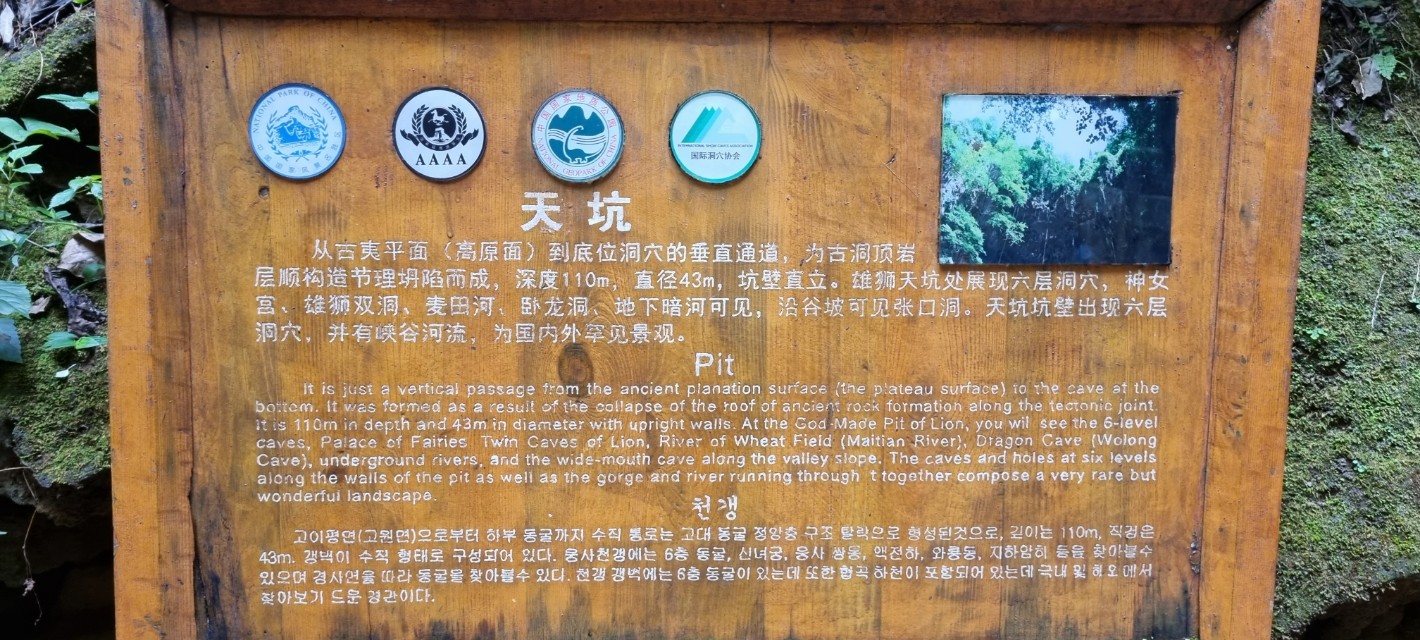 NATIONAL PARK OF CHINA
AAAA
中国国家地质公园
NATIONAL GEOPARK OF CHINA
国际洞穴协会
天坑
从古夷平面（高原面）到底位洞穴的垂直通道，为古洞顶岩
层顺构造节理坍陷而成，深度110m，直径43m，坑壁直立。雄狮天坑处展现六层洞穴，神女
宫、雄狮双洞、麦田河、卧龙洞、地下暗河可见，沿谷坡可见张口洞。天坑坑壁出现六层
洞穴，并有峡谷河流，为国内外罕见景观。
Pit
It is just a vertical passage from the ancient planation surface (the plateau surface) to the cave at the
bottom. It was formed as a result of the collapse of the roof of ancient rock formation along the tectonic joint.
It is 110m in depth and 43m in diameter with upright walls. At the God Made Pit of Lion, you will see the 6-level
caves, Palace of Fairies, Twin Caves of Lion, River of Wheat Field (Maitian River), Dragon Cave (Wolong
Cave), underground rivers, and the wide-mouth cave along the valley slope. The caves and holes at six levels
along the walls of the pit as well as the gorge and river running through t together compose a very rare but
wonderful landscape.
천갱
고이평면(고원면)으로부터 하부 동굴까지 수직 통로는 고대 동굴 정암층 구조 탈락으로 형성된것으로, 깊이는 110m, 직경은
43m. 갱벽이 수직 형태로 구성되어 있다. 웅사천갱에는 6층 동굴, 신녀궁, 웅사 쌍동, 와룡동, 지하암하 등을 찾아볼수
있으며 경사면을 따라 동굴을 찾아볼수 있다. 천갱 갱벽에는 6층 동굴이 있는데 또한 협곡 하천이 포함되어 있는데 국내 및 해외에서
찾아보기 드문 경관이다.